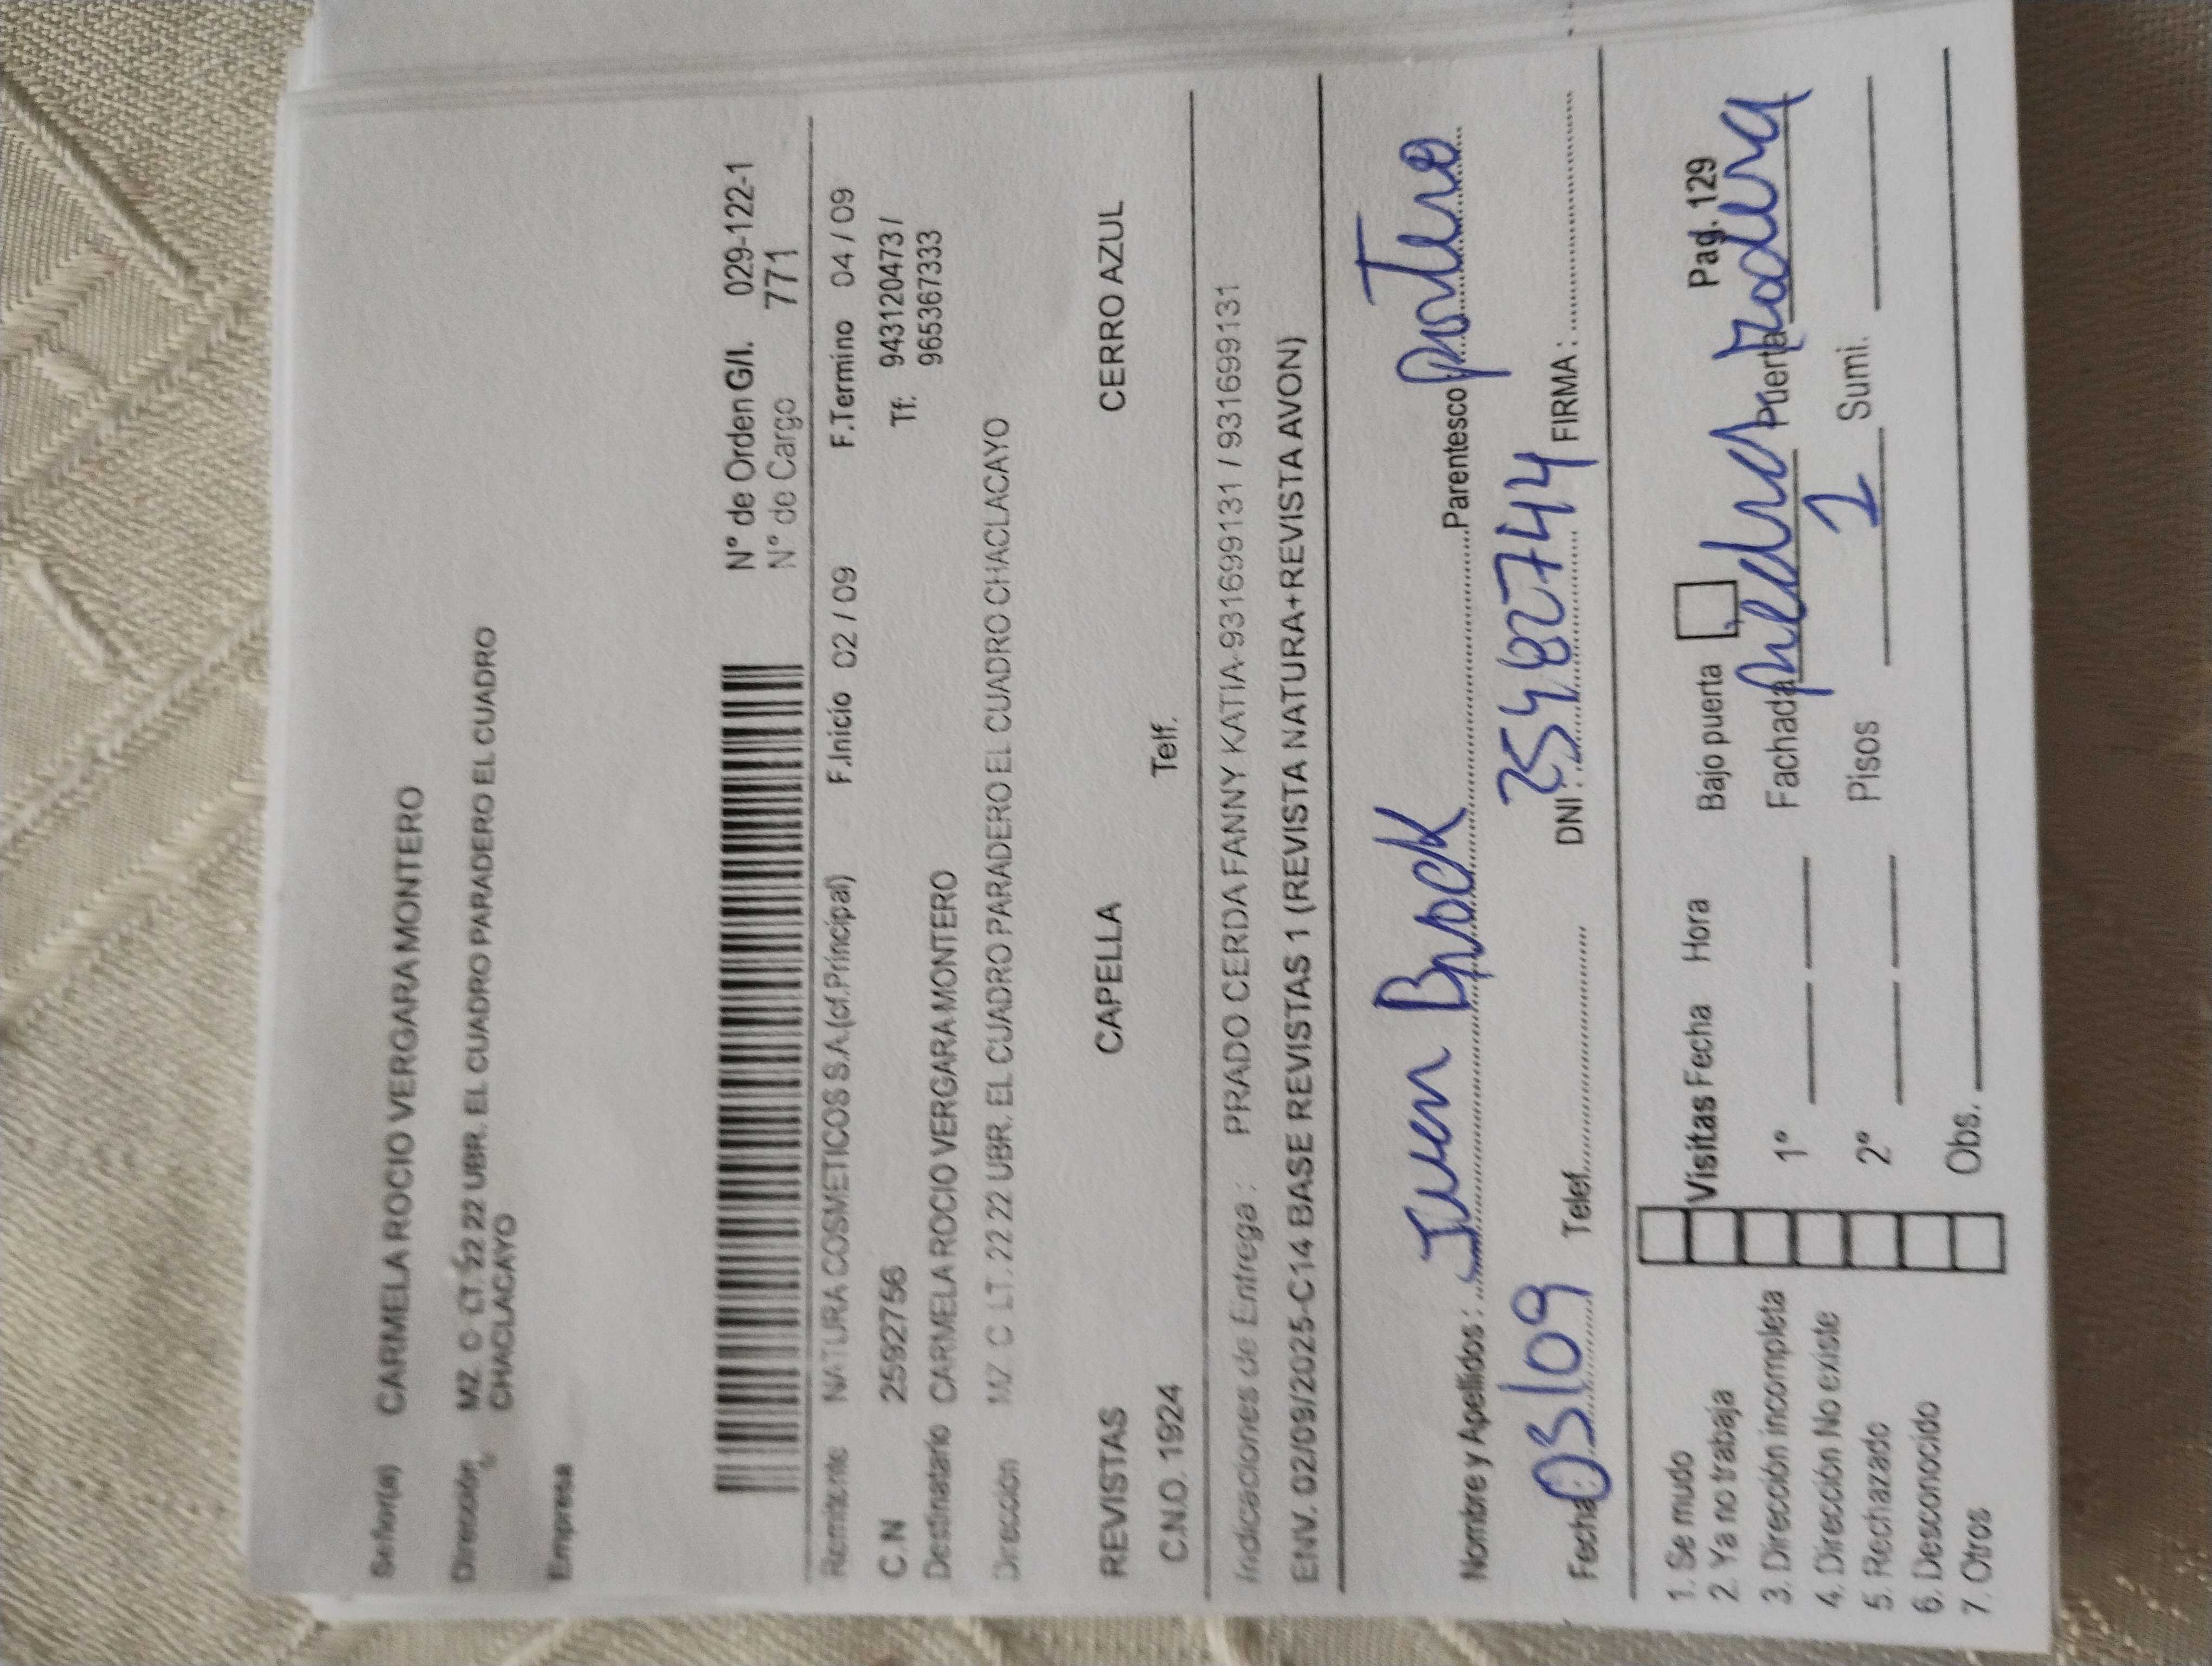 Señor(a) CARMELA ROCIO VERGARA MONTERO
Dirección MZ. C LT. 22 22 UBR. EL CUADRO PARADERO EL CUADRO
CHACLACAYO
Empresa
N° de Orden G/I. 029-122-1
N° de Cargo 771
Remitente NATURA COSMETICOS S.A.(of.Principal) F.Inicio 02 / 09 F.Termino 04 / 09
C.N 25992756 Tf: 943120473 /
965367333
Destinatario CARMELA ROCIO VERGARA MONTERO
Dirección MZ. C LT. 22 22 UBR. EL CUADRO PARADERO EL CUADRO CHACLACAYO
REVISTAS CAPELLA CERRO AZUL
C.N.O. 1924 Telf.
Indicaciones de Entrega : PRADO CERDA FANNY KATIA-931699131 / 931699131
ENV. 02/09/2025-C14 BASE REVISTAS 1 (REVISTA NATURA+REVISTA AVON)
Nombre y Apellidos : Juan Parentesco
Fecha 03/09 Telef. DNI : 25482744 FIRMA :
Pag. 129
1. Se mudo Visitas Fecha Hora Bajo puerta
2. Ya no trabaja
3. Dirección incompleta 1° Fachada Puerta madera
4. Dirección No existe
5. Rechazado 2° Pisos 1 Sumi.
6. Desconocido
7. Otros Obs.